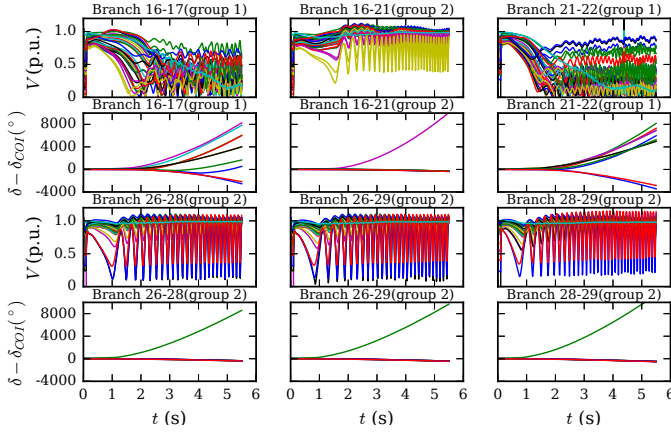 Branch 16-17(group 1) Branch 16-21(group 2) Branch 21-22(group 1)
V(p.u.) 1.0 0.5 0
Branch 16-17(group 1) Branch 16-21(group 2) Branch 21-22(group 1)
δ − δCOI(°) 8000 4000 0 -4000
Branch 26-28(group 2) Branch 26-29(group 2) Branch 28-29(group 2)
V(p.u.) 1.0 0.5 0
Branch 26-28(group 2) Branch 26-29(group 2) Branch 28-29(group 2)
δ − δCOI(°) 8000 4000 0 -4000
0 1 2 3 4 5 6 0 1 2 3 4 5 6 0 1 2 3 4 5 6
t (s) t (s) t (s)